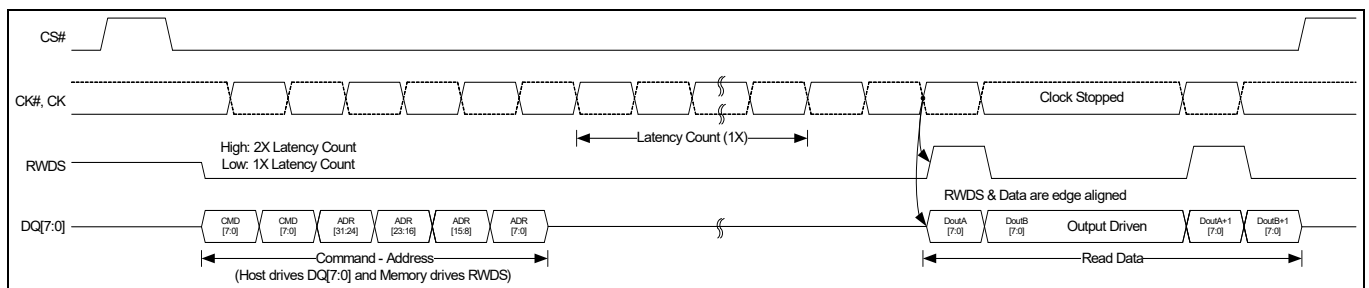 CS#
CK#, CK
Clock Stopped
Latency Count (1X)
High: 2X Latency Count
Low: 1X Latency Count
RWDS
RWDS & Data are edge aligned
DQ[7:0]
CMD [7:0]
CMD [7:0]
ADR [31:24]
ADR [23:16]
ADR [15:8]
ADR [7:0]
DoutA [7:0]
DoutB [7:0]
Output Driven
DoutA+1 [7:0]
DoutB+1 [7:0]
Command - Address
(Host drives DQ[7:0] and Memory drives RWDS)
Read Data